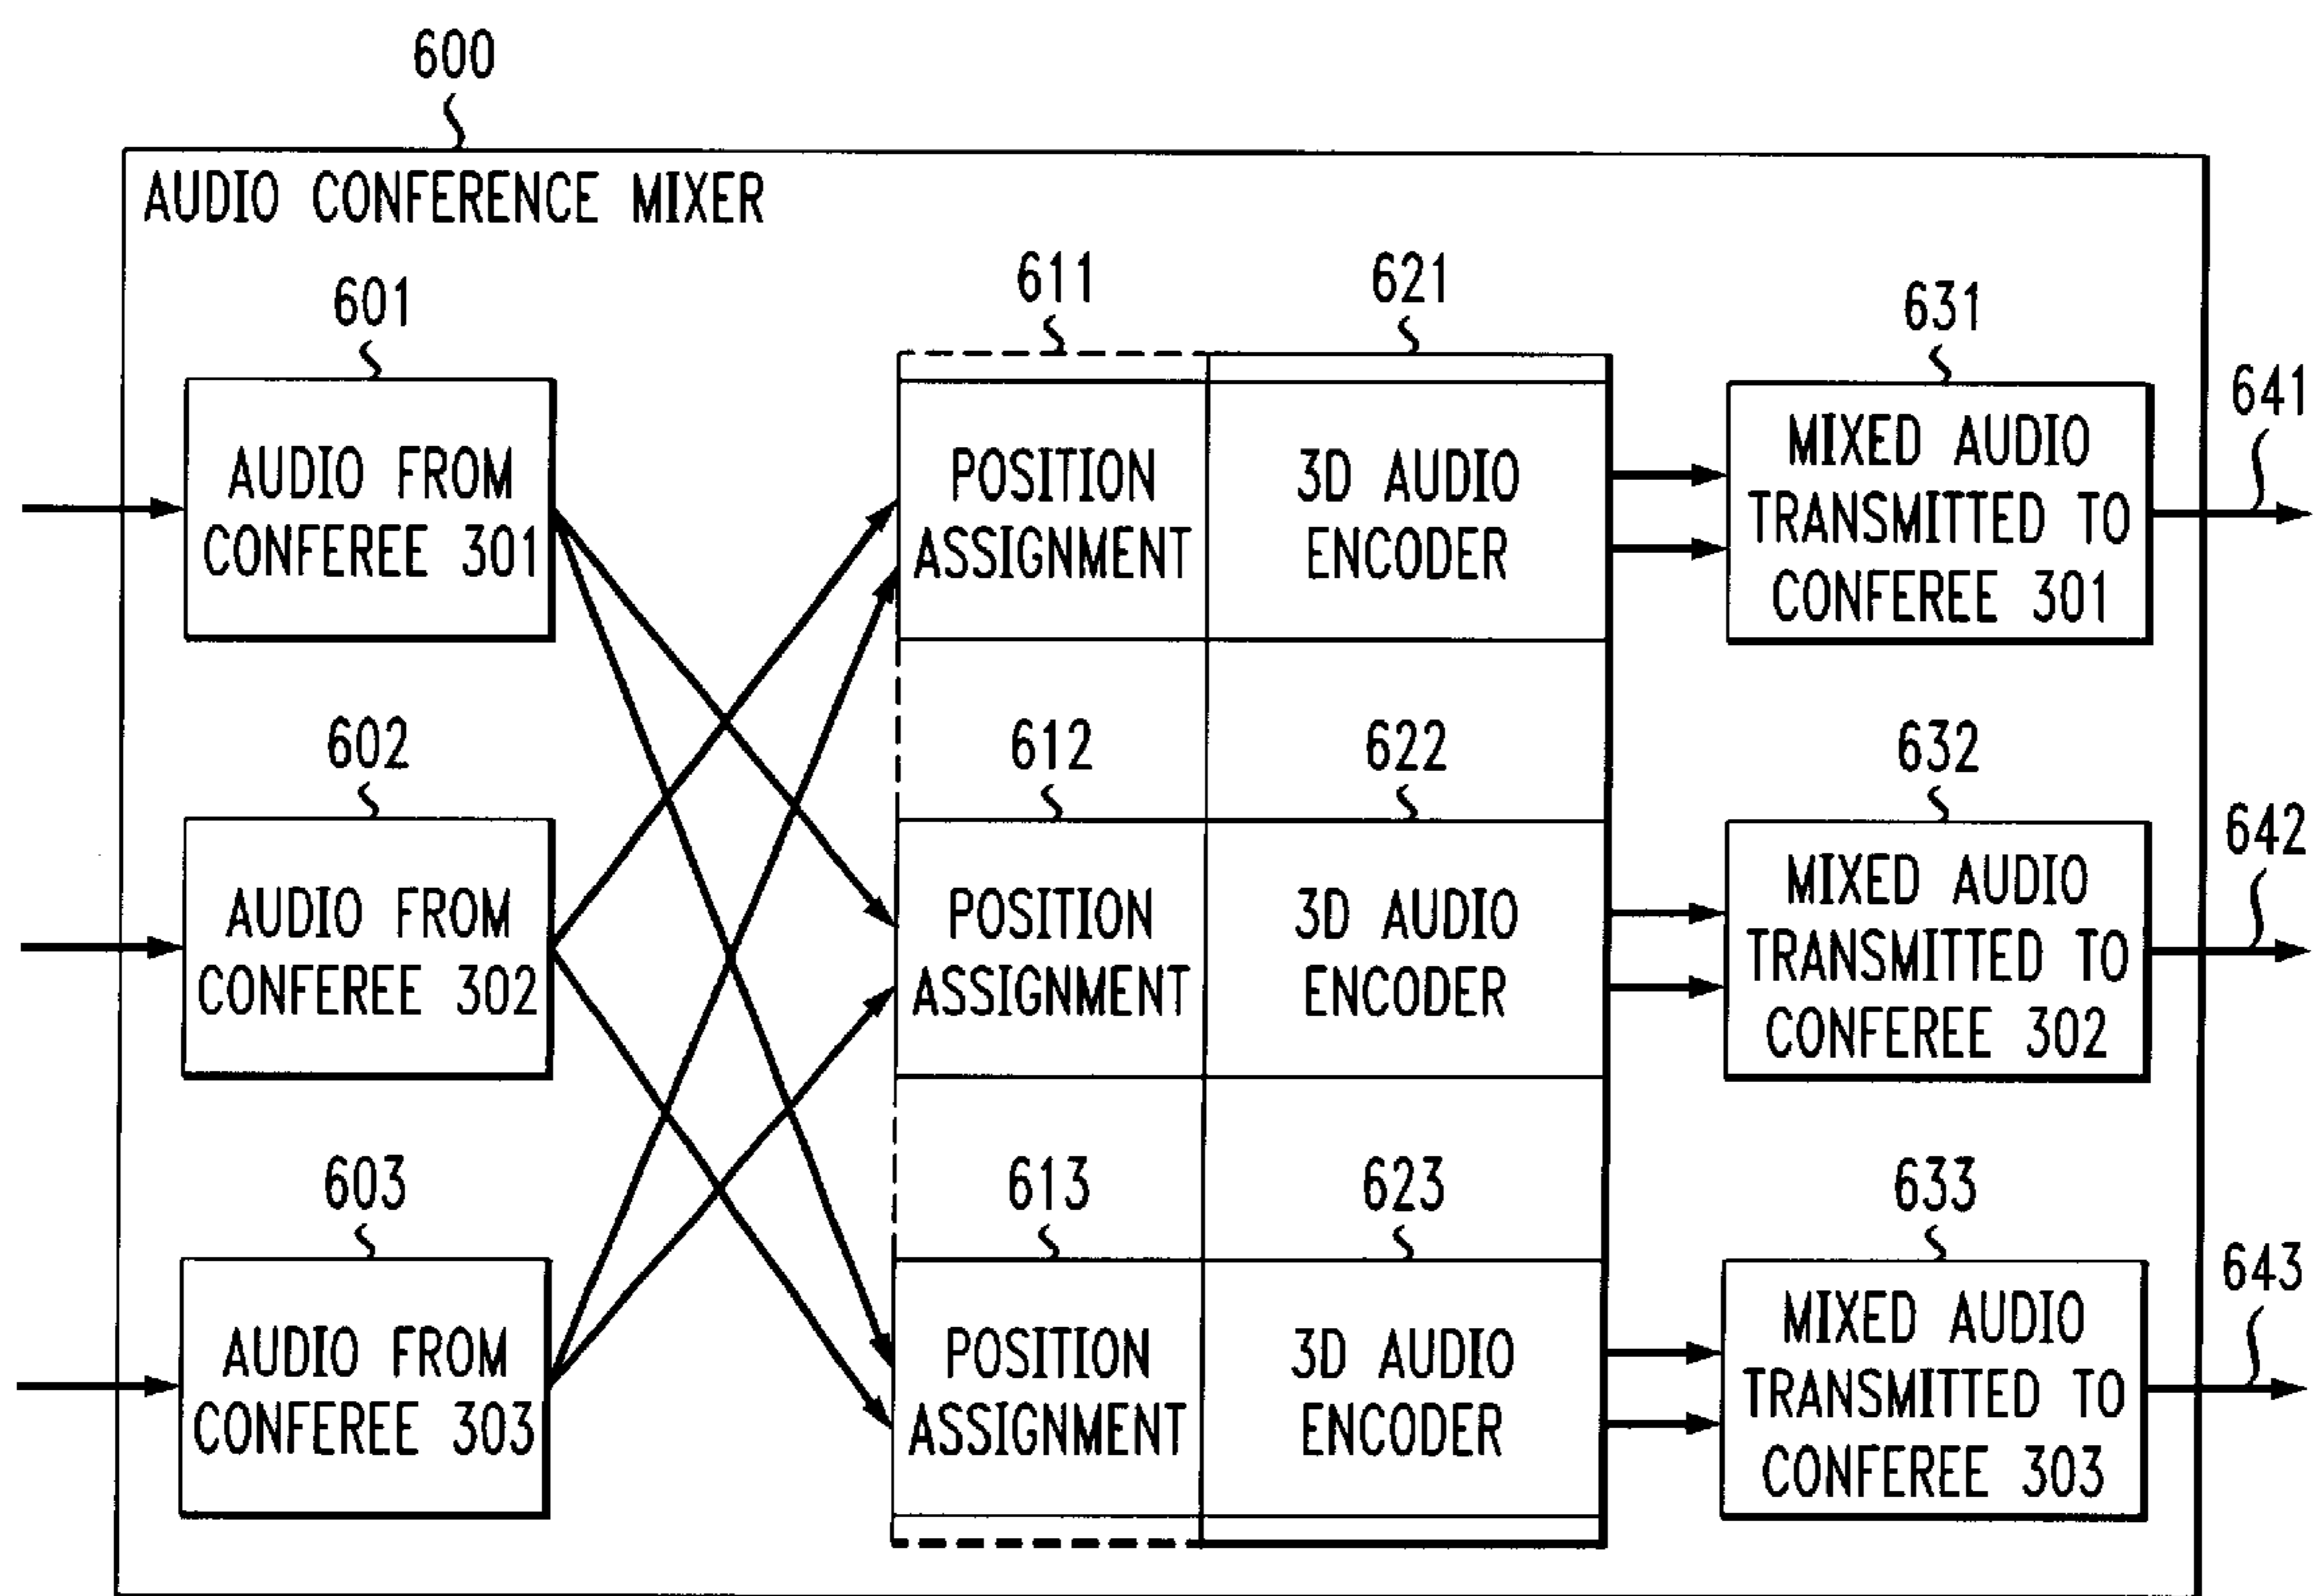 600
AUDIO CONFERENCE MIXER
611
621
601
631
641
AUDIO FROM
CONFEREE 301
POSITION
ASSIGNMENT
3D AUDIO
ENCODER
MIXED AUDIO
TRANSMITTED TO
CONFEREE 301
602
612
622
632
642
AUDIO FROM
CONFEREE 302
POSITION
ASSIGNMENT
3D AUDIO
ENCODER
MIXED AUDIO
TRANSMITTED TO
CONFEREE 302
603
613
623
633
643
AUDIO FROM
CONFEREE 303
POSITION
ASSIGNMENT
3D AUDIO
ENCODER
MIXED AUDIO
TRANSMITTED TO
CONFEREE 303